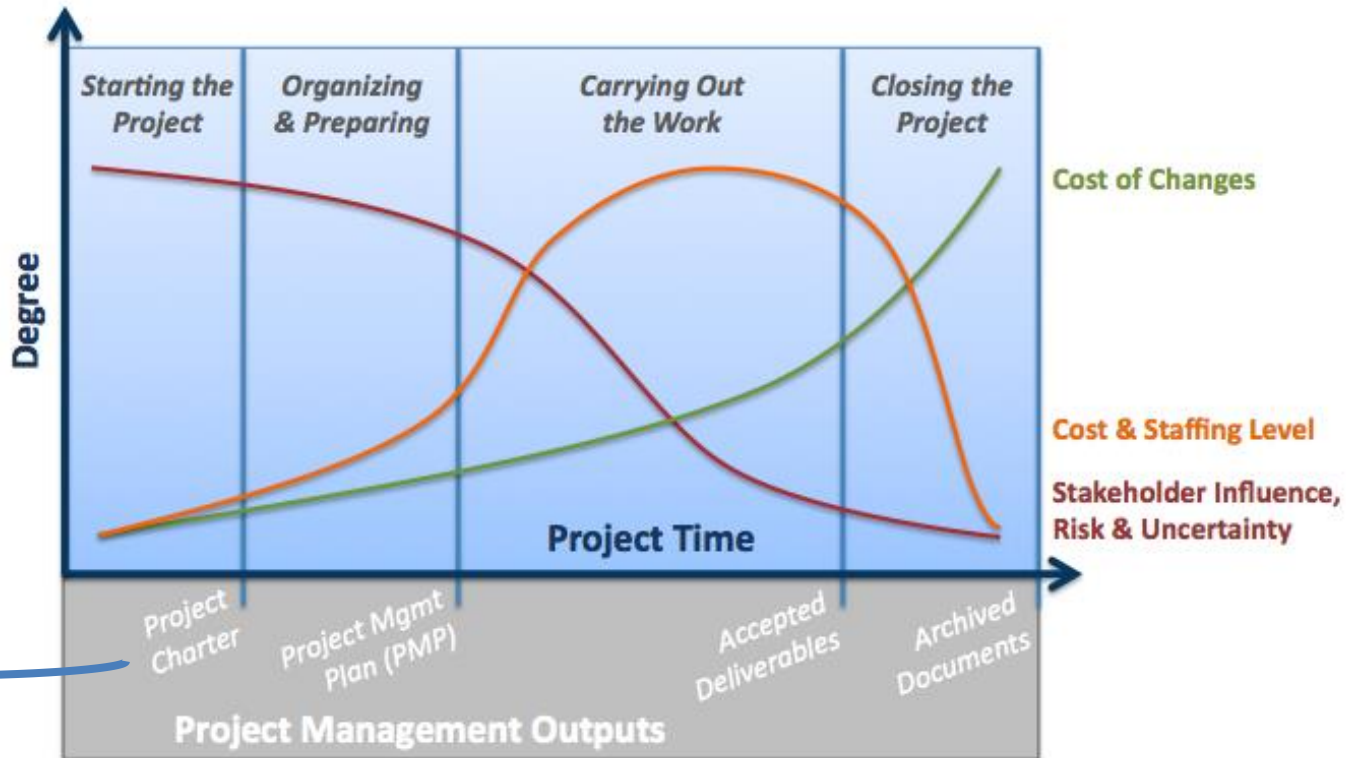 Starting the
Project
Organizing
& Preparing
Carrying Out
the Work
Closing the
Project
Degree
Cost of Changes
Cost & Staffing Level
Stakeholder Influence,
Risk & Uncertainty
Project Time
Project
Charter
Project Mgmt
Plan (PMP)
Accepted
Deliverables
Archived
Documents
Project Management Outputs